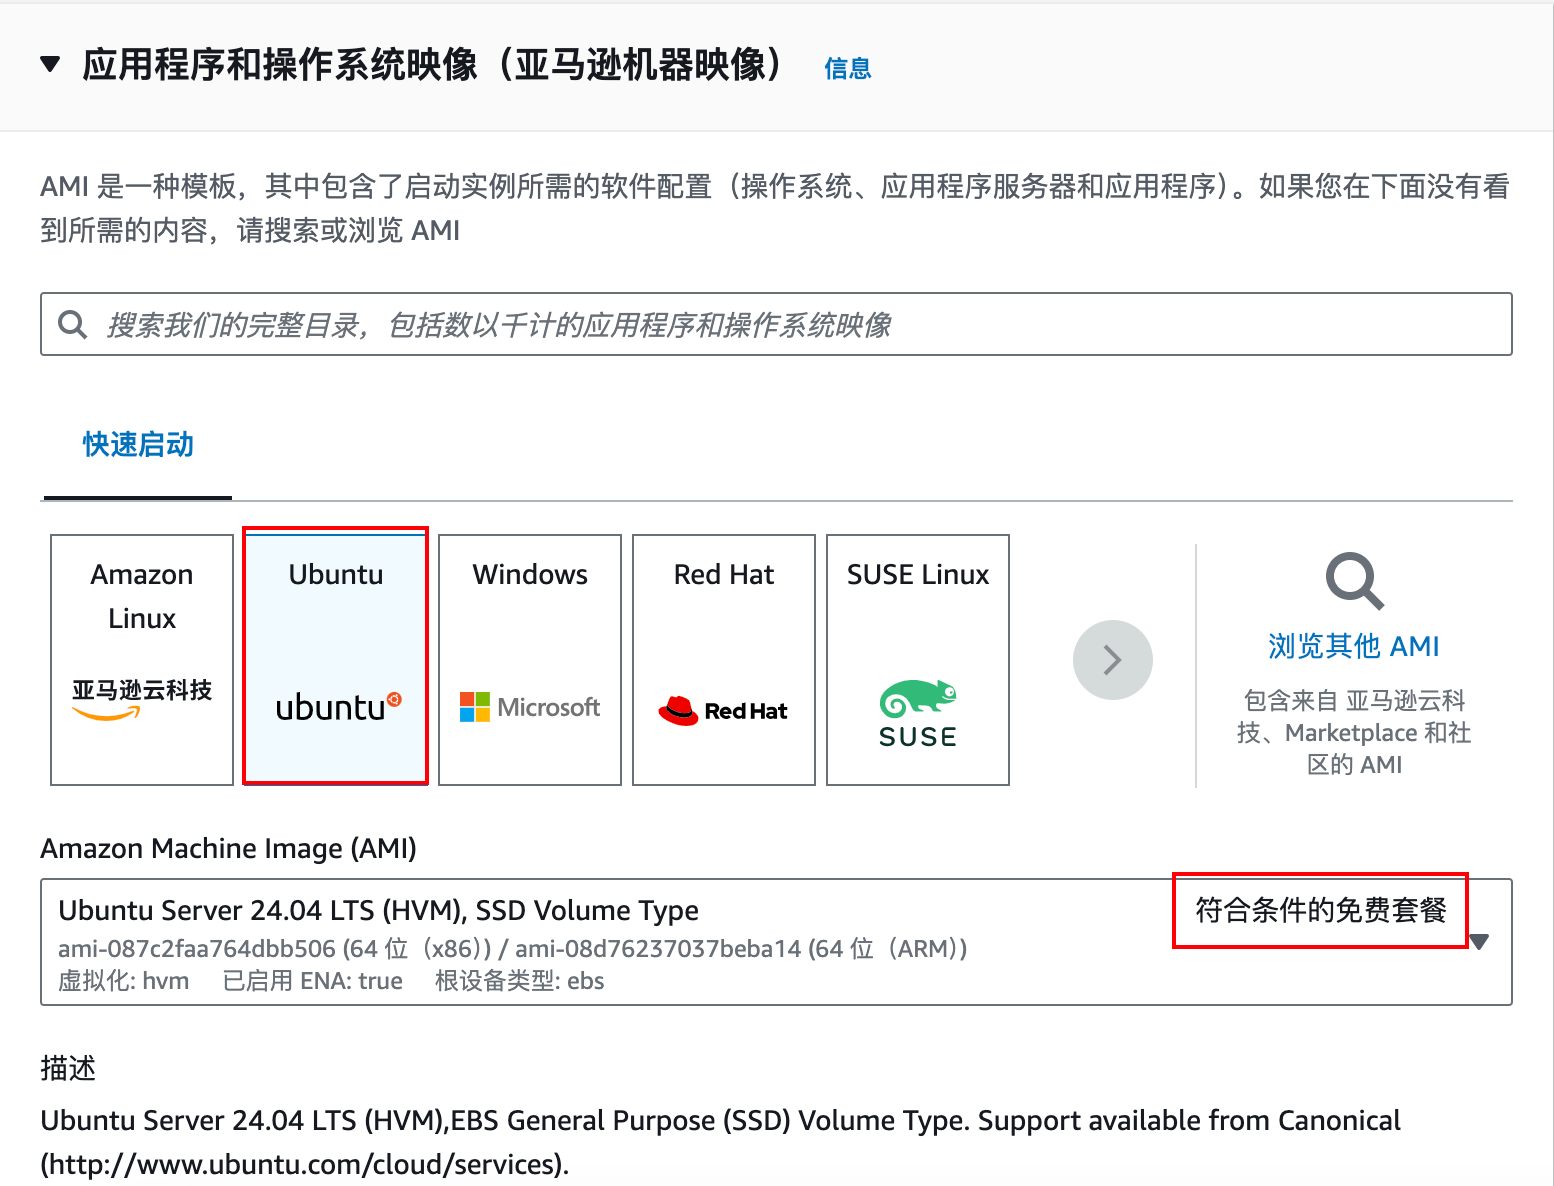 应用程序和操作系统映像（亚马逊机器映像） 信息
AMI 是一种模板，其中包含了启动实例所需的软件配置（操作系统、应用程序服务器和应用程序）。如果您在下面没有看
到所需的内容，请搜索或浏览 AMI
搜索我们的完整目录，包括数以千计的应用程序和操作系统映像
快速启动
Amazon
Linux
亚马逊云科技
Ubuntu
ubuntu
Windows
Microsoft
Red Hat
Red Hat
SUSE Linux
SUSE
浏览其他 AMI
包含来自 亚马逊云科
技、Marketplace 和社
区的 AMI
Amazon Machine Image (AMI)
Ubuntu Server 24.04 LTS (HVM), SSD Volume Type
符合条件的免费套餐
ami-087c2faa764dbb506 (64 位（x86）) / ami-08d76237037beba14 (64 位（ARM）)
虚拟化: hvm 已启用 ENA: true 根设备类型: ebs
描述
Ubuntu Server 24.04 LTS (HVM),EBS General Purpose (SSD) Volume Type. Support available from Canonical
(http://www.ubuntu.com/cloud/services).